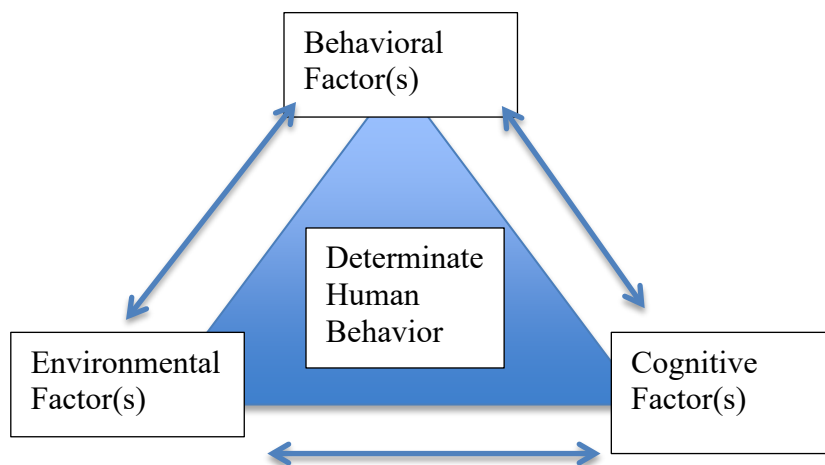 Behavioral
Factor(s)
Determinate
Human
Behavior
Environmental
Factor(s)
Cognitive
Factor(s)